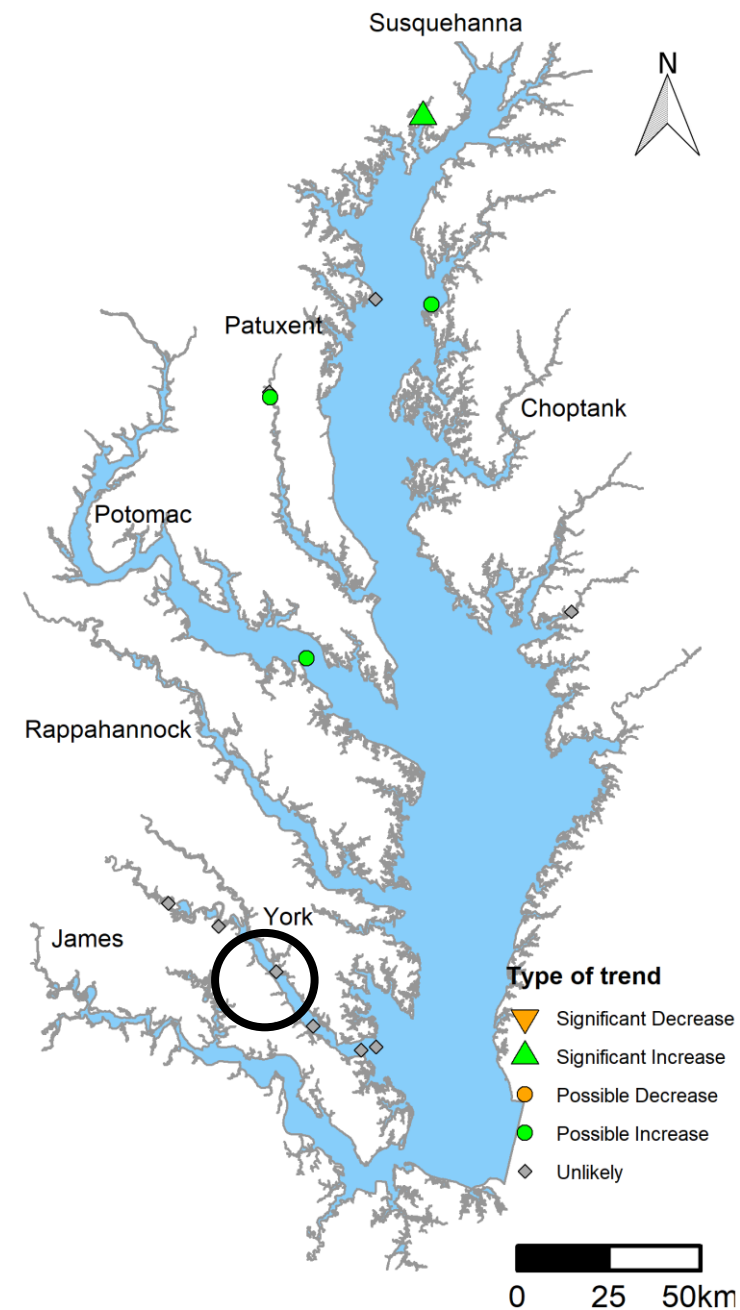 Susquehanna
N
Patuxent
Choptank
Potomac
Rappahannock
York
James
Type of trend
Significant Decrease
Significant Increase
Possible Decrease
Possible Increase
Unlikely
0 25 50km